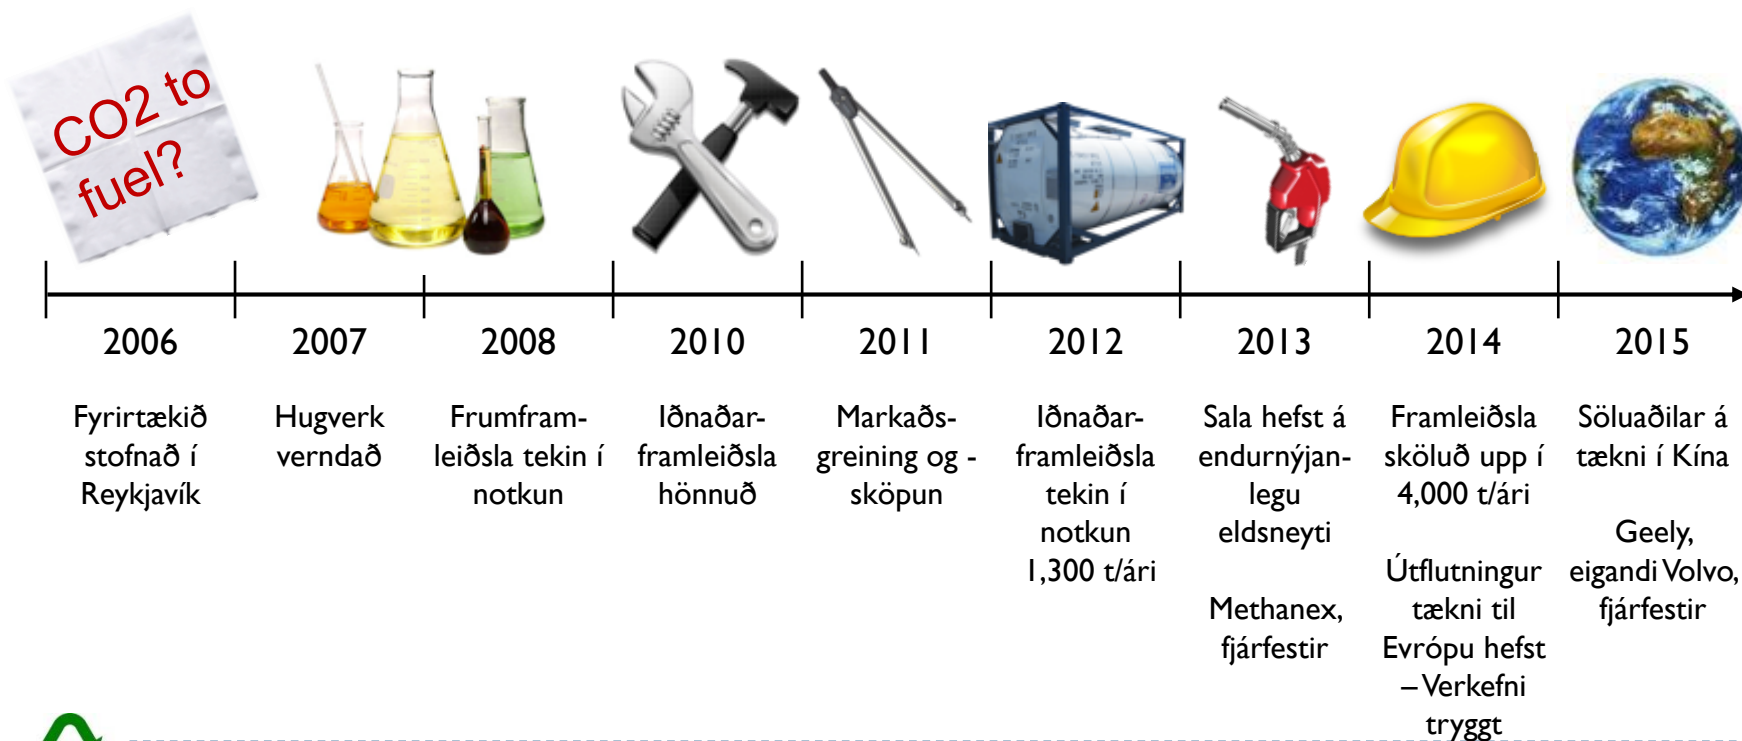 CO2 to
fuel?
2006
Fyrirtækið
stofnað í
Reykjavík
2007
Hugverk
verndað
2008
Frumfram-
leiðsla tekin í
notkun
2010
Iðnaðar-
framleiðsla
hönnuð
2011
Markaðs-
greining og -
sköpun
2012
Iðnaðar-
framleiðsla
tekin í
notkun
1,300 t/ári
2013
Sala hefst á
endurnýjan-
legu
eldsneyti
Methanex,
fjárfestir
2014
Framleiðsla
sköluð upp í
4,000 t/ári
Útflutningur
tækni til
Evrópu hefst
– Verkefni
tryggt
2015
Söluaðilar á
tækni í Kína
Geely,
eigandi Volvo,
fjárfestir